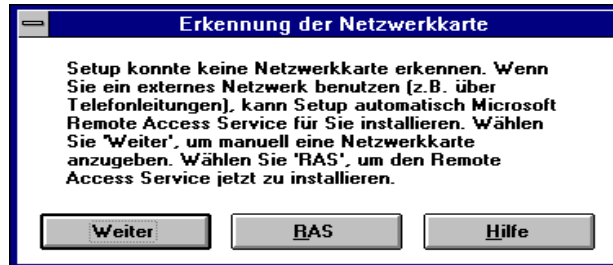 Erkennung der Netzwerkkarte
Setup konnte keine Netzwerkkarte erkennen. Wenn
Sie ein externes Netzwerk benutzen (z.B. über
Telefonleitungen), kann Setup automatisch Microsoft
Remote Access Service für Sie installieren. Wählen
Sie 'Weiter', um manuell eine Netzwerkkarte
anzugeben. Wählen Sie 'RAS', um den Remote
Access Service jetzt zu installieren.
Weiter RAS Hilfe